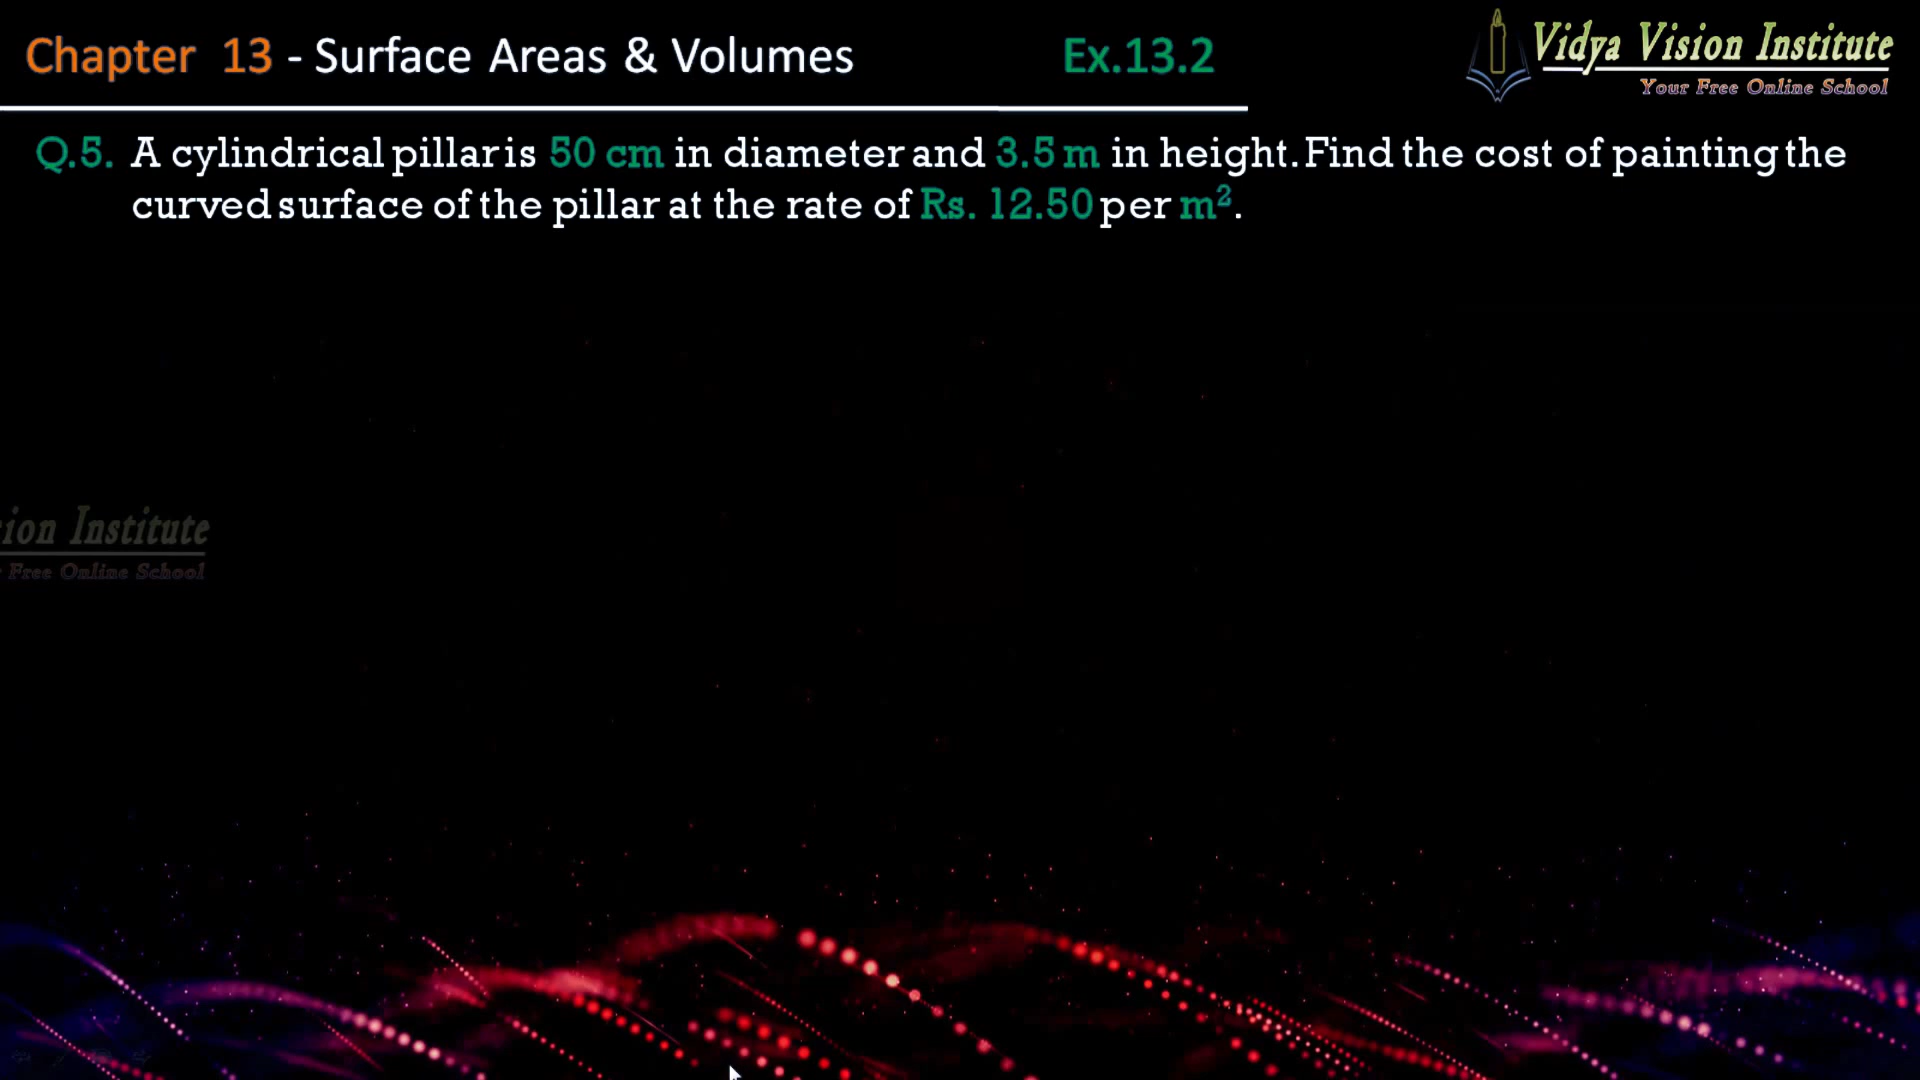 Chapter 13 - Surface Areas & Volumes Ex.13.2
Vidya Vision Institute
Your Free Online School
Q.5. A cylindrical pillar is 50 cm in diameter and 3.5 m in height. Find the cost of painting the
curved surface of the pillar at the rate of Rs. 12.50 per m².
Institute
Free Online School